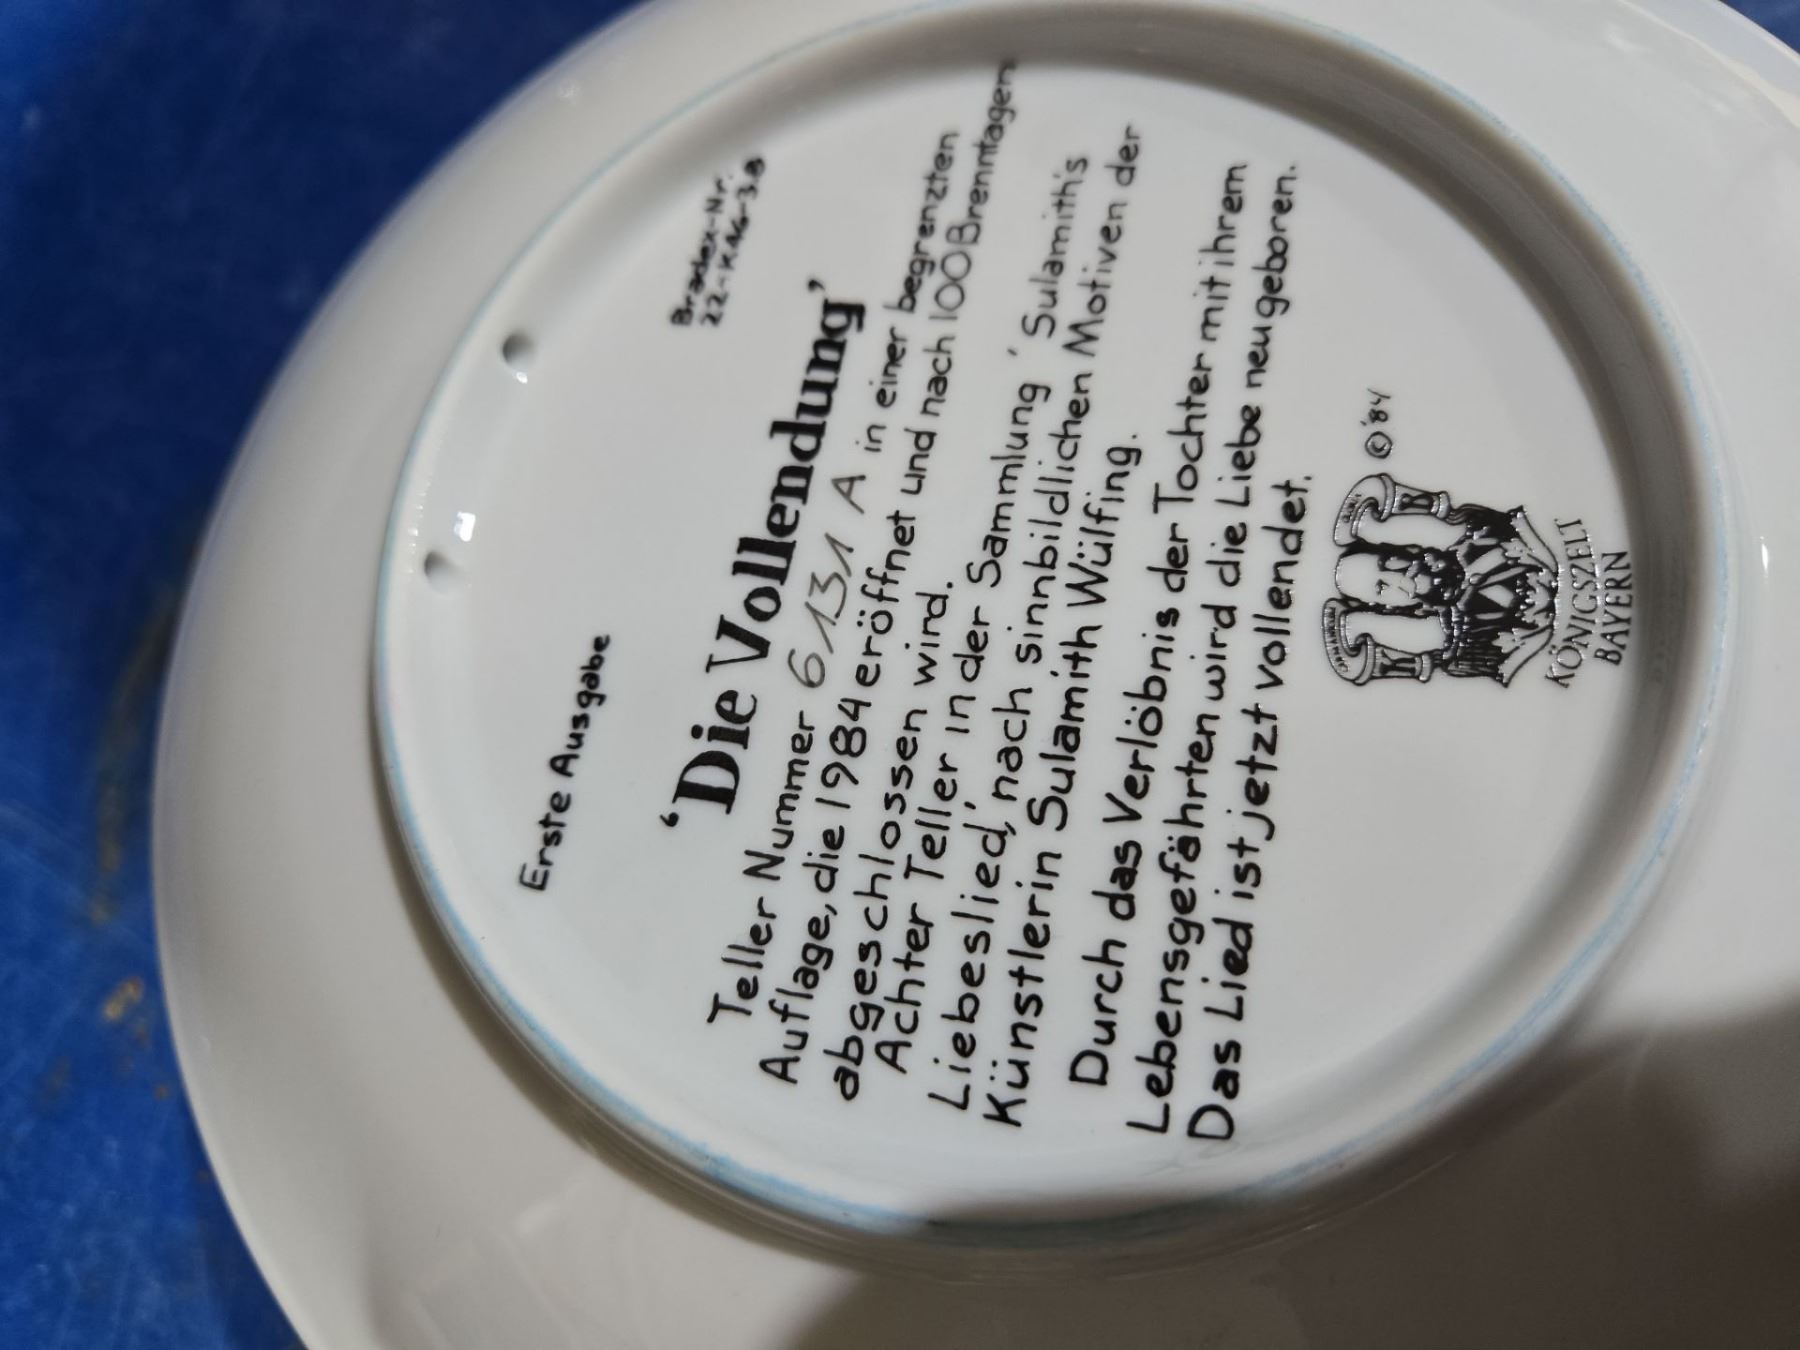 Erste Ausgabe
Bradex-Nr.
22-K46-3.8
‘Die Vollendung’
Teller Nummer 6131 A in einer begrenzten
Auflage, die 1984 eröffnet und nach 100 Brenntagen
abgeschlossen wird.
Achter Teller in der Sammlung ‘Sulamith's
Liebeslied,’ nach sinnbildlichen Motiven der
Künstlerin Sulamith Wülfing.
Durch das Verlöbnis der Tochter mit ihrem
Lebensgefährten wird die Liebe neugeboren.
Das Lied ist jetzt vollendet.
© '84
K B
KÖNIGSZELT
BAYERN